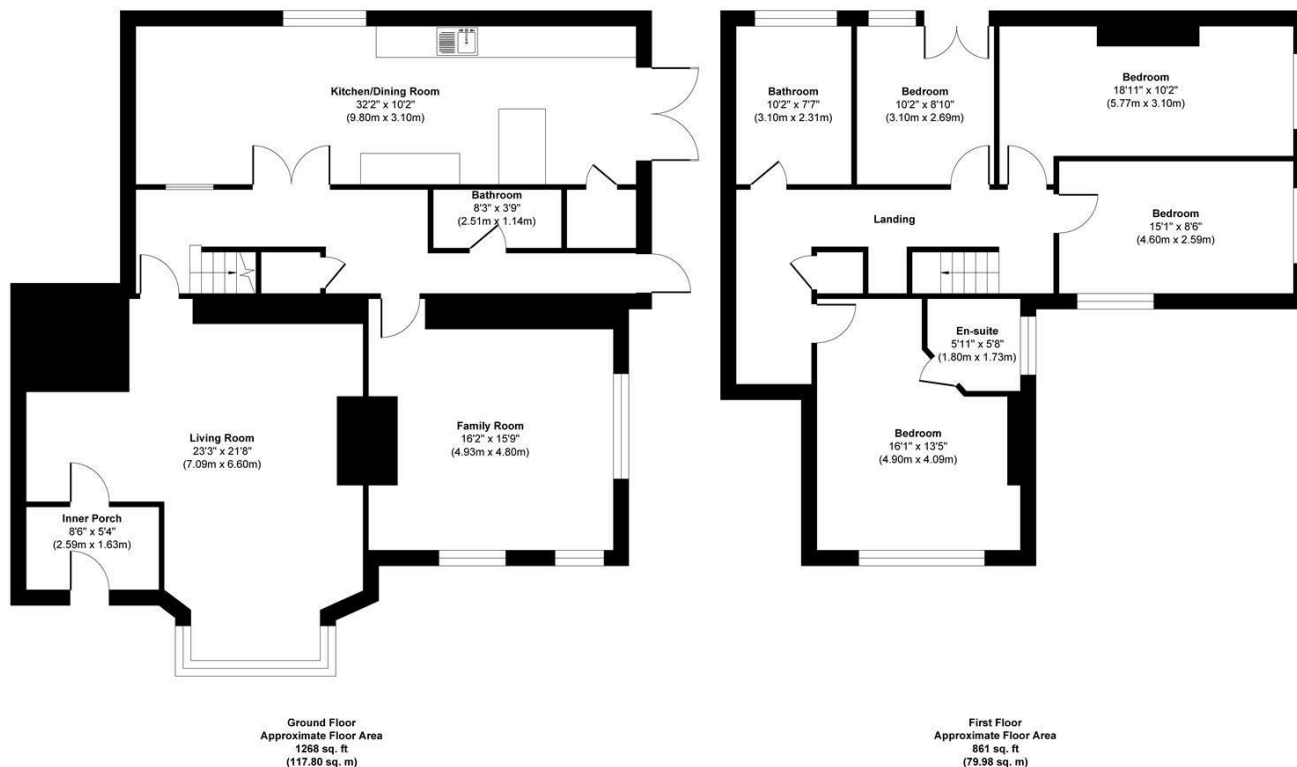 Kitchen/Dining Room
32'2" x 10'2"
(9.80m x 3.10m)
Bathroom
8'3" x 3'9"
(2.51m x 1.14m)
Living Room
23'3" x 21'8"
(7.09m x 6.60m)
Family Room
16'2" x 15'9"
(4.93m x 4.80m)
Inner Porch
8'6" x 5'4"
(2.59m x 1.63m)
Ground Floor
Approximate Floor Area
1268 sq. ft
(117.80 sq. m)
Bathroom
10'2" x 7'7"
(3.10m x 2.31m)
Bedroom
10'2" x 8'10"
(3.10m x 2.69m)
Bedroom
18'11" x 10'2"
(5.77m x 3.10m)
Bedroom
15'1" x 8'6"
(4.60m x 2.59m)
Landing
En-suite
5'11" x 5'8"
(1.80m x 1.73m)
Bedroom
16'1" x 13'5"
(4.90m x 4.09m)
First Floor
Approximate Floor Area
861 sq. ft
(79.98 sq. m)